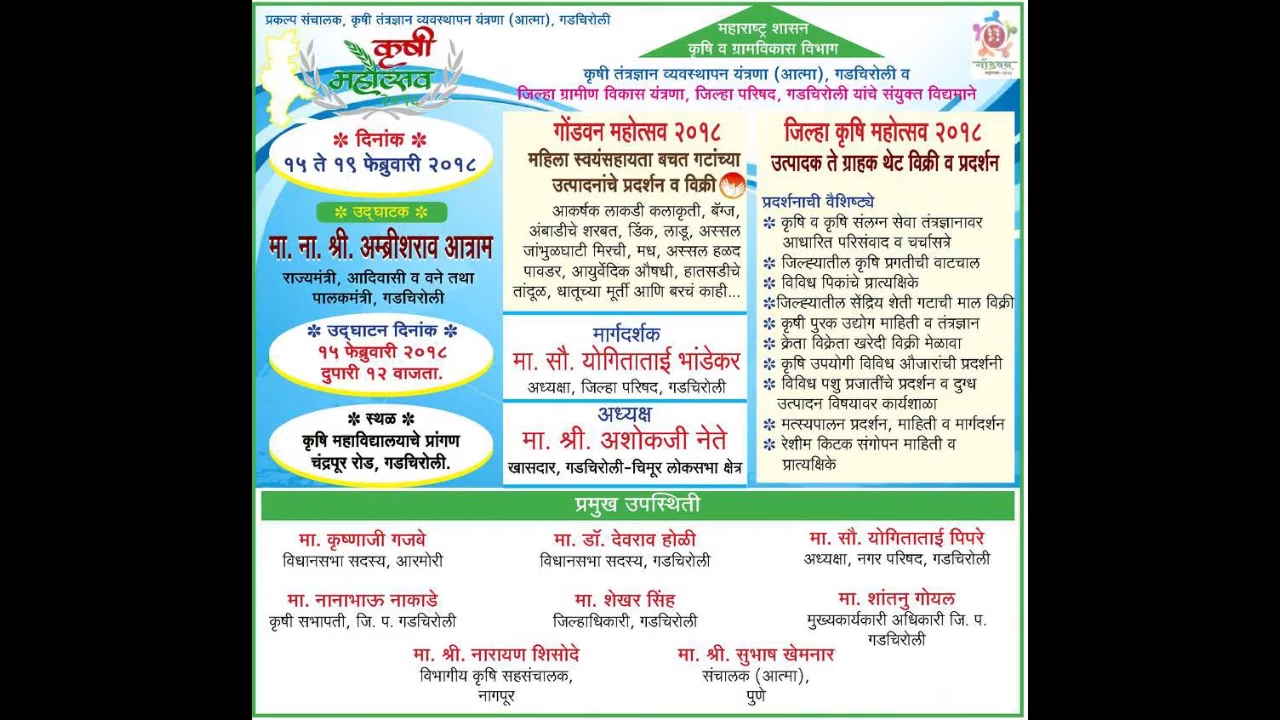 प्रकल्प संचालक, कृषी तंत्रज्ञान व्यवस्थापन यंत्रणा (आत्मा), गडचिरोली
कृषी
महोत्सव
२०१८
महाराष्ट्र शासन
कृषि व ग्रामविकास विभाग
गोंडवन
कृषी तंत्रज्ञान व्यवस्थापन यंत्रणा (आत्मा), गडचिरोली व
जिल्हा ग्रामीण विकास यंत्रणा, जिल्हा परिषद, गडचिरोली यांचे संयुक्त विद्यमाने
✻ दिनांक ✻
१५ ते १९ फेब्रुवारी २०१८
✻ उद्‌घाटक ✻
मा. ना. श्री. अम्ब्रीशराव आत्राम
राज्यमंत्री, आदिवासी व वने तथा
पालकमंत्री, गडचिरोली
✻ उद्‌घाटन दिनांक ✻
१५ फेब्रुवारी २०१८
दुपारी १२ वाजता.
✻ स्थळ ✻
कृषि महाविद्यालयाचे प्रांगण
चंद्रपूर रोड, गडचिरोली.
गोंडवन महोत्सव २०१८
महिला स्वयंसहायता बचत गटांच्या
उत्पादनांचे प्रदर्शन व विक्री
आकर्षक लाकडी कलाकृती, बॅग्ज,
अंबाडीचे शरबत, डिंक, लाडू, अस्सल
जांभुळघाटी मिरची, मध, अस्सल हळद
पावडर, आयुर्वेदिक औषधी, हातसडीचे
तांदूळ, धातूच्या मूर्ती आणि बरचं काही...
मार्गदर्शक
मा. सौ. योगिताताई भांडेकर
अध्यक्षा, जिल्हा परिषद, गडचिरोली
अध्यक्ष
मा. श्री. अशोकजी नेते
खासदार, गडचिरोली-चिमूर लोकसभा क्षेत्र
जिल्हा कृषि महोत्सव २०१८
उत्पादक ते ग्राहक थेट विक्री व प्रदर्शन
प्रदर्शनाची वैशिष्ट्ये
✻ कृषि व कृषि संलग्न सेवा तंत्रज्ञानावर
आधारित परिसंवाद व चर्चासत्रे
✻ जिल्ह्यातील कृषि प्रगतीची वाटचाल
✻ विविध पिकांचे प्रात्यक्षिके
✻ जिल्ह्यातील सेंद्रिय शेती गटाची माल विक्री
✻ कृषी पुरक उद्योग माहिती व तंत्रज्ञान
✻ क्रेता विक्रेता खरेदी विक्री मेळावा
✻ कृषि उपयोगी विविध औजारांची प्रदर्शनी
✻ विविध पशु प्रजातींचे प्रदर्शन व दुग्ध
उत्पादन विषयावर कार्यशाळा
✻ मत्स्यपालन प्रदर्शन, माहिती व मार्गदर्शन
✻ रेशीम किटक संगोपन माहिती व
प्रात्यक्षिके
प्रमुख उपस्थिती
मा. कृष्णाजी गजबे
विधानसभा सदस्य, आरमोरी
मा. डॉ. देवराव होळी
विधानसभा सदस्य, गडचिरोली
मा. सौ. योगिताताई पिपरे
अध्यक्षा, नगर परिषद, गडचिरोली
मा. नानाभाऊ नाकाडे
कृषी सभापती, जि. प. गडचिरोली
मा. शेखर सिंह
जिल्हाधिकारी, गडचिरोली
मा. शांतनु गोयल
मुख्यकार्यकारी अधिकारी जि. प.
गडचिरोली
मा. श्री. नारायण शिसोदे
विभागीय कृषि सहसंचालक,
नागपूर
मा. श्री. सुभाष खेमनार
संचालक (आत्मा),
पुणे